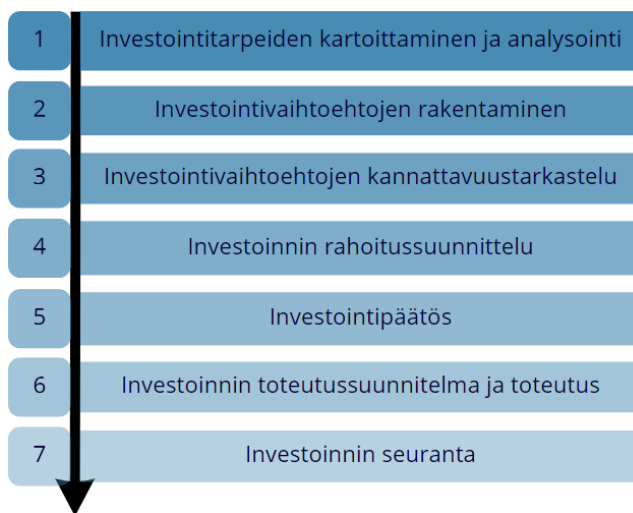 1 Investointitarpeiden kartoittaminen ja analysointi
2 Investointivaihtoehtojen rakentaminen
3 Investointivaihtoehtojen kannattavuustarkastelu
4 Investoinnin rahoitussuunnittelu
5 Investointipäätös
6 Investoinnin toteutussuunnitelma ja toteutus
7 Investoinnin seuranta